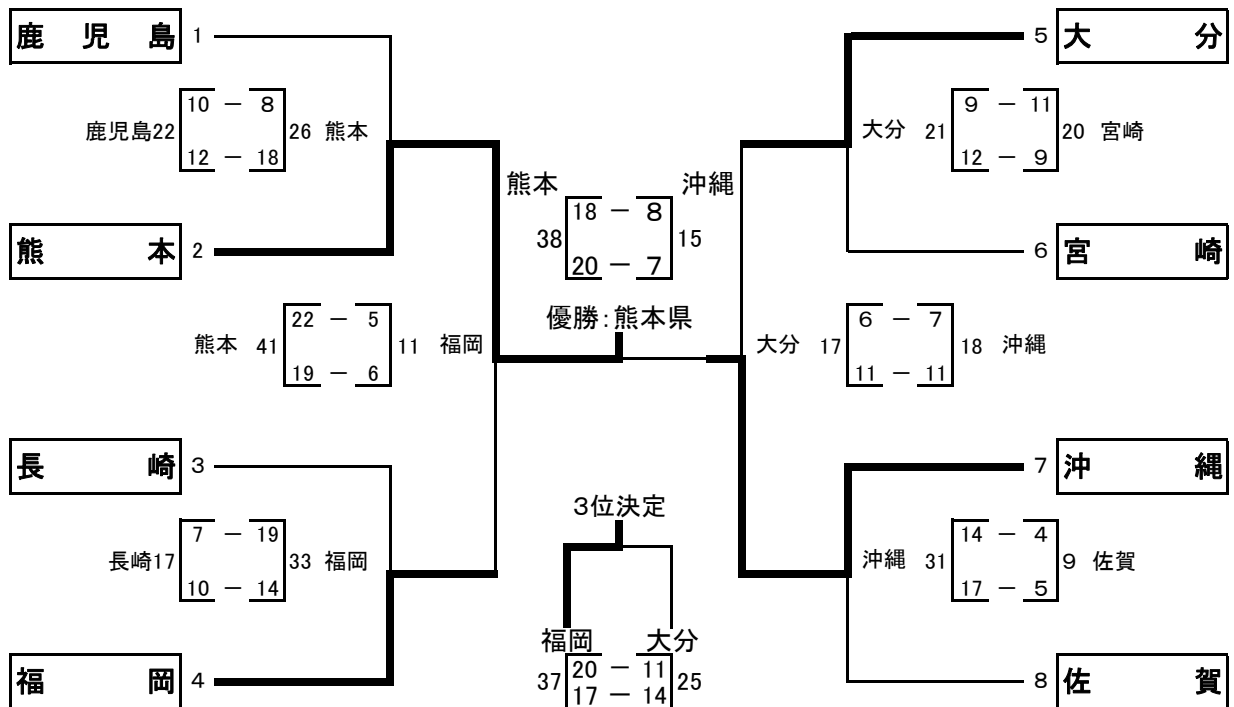 鹿児島 1
5 大分
10 － 8
鹿児島22 26 熊本
12 － 18
9 － 11
大分 21 20 宮崎
12 － 9
熊本 沖縄
18 － 8
38 15
20 － 7
熊本 2
6 宮崎
優勝:熊本県
22 － 5
熊本 41 11 福岡
19 － 6
6 － 7
大分 17 18 沖縄
11 － 11
長崎 3
7 沖縄
3位決定
7 － 19
長崎17 33 福岡
10 － 14
14 － 4
沖縄 31 9 佐賀
17 － 5
福岡 大分
20 － 11
37 25
17 － 14
福岡 4
8 佐賀